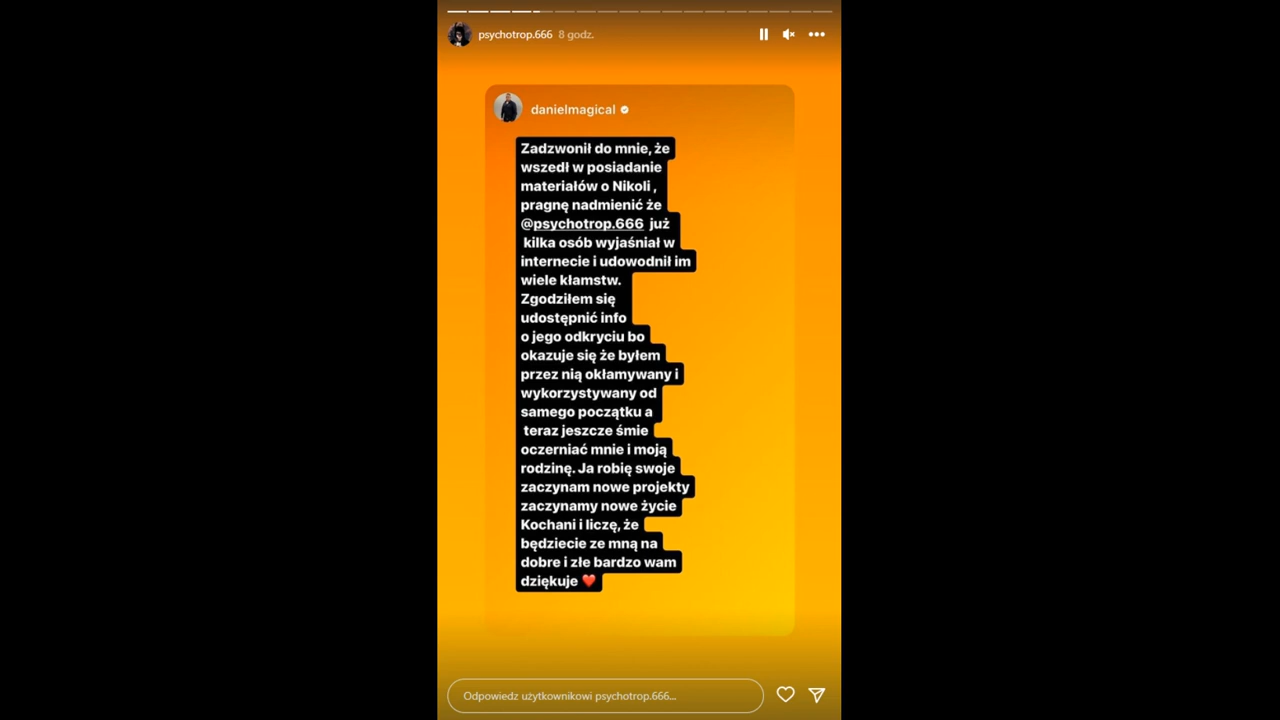 psychotrop.666 8 godz.
danielmagical
Zadzwonił do mnie, że
wszedł w posiadanie
materiałów o Nikoli ,
pragnę nadmienić że
@psychotrop.666 już
kilka osób wyjaśniał w
internecie i udowodnił im
wiele kłamstw.
Zgodziłem się
udostępnić info
o jego odkryciu bo
okazuje się że byłem
przez nią okłamywany i
wykorzystywany od
samego początku a
teraz jeszcze śmie
oczerniać mnie i moją
rodzinę. Ja robię swoje
zaczynam nowe projekty
zaczynamy nowe życie
Kochani i liczę, że
będziecie ze mną na
dobre i złe bardzo wam
dziękuje ❤️
Odpowiedz użytkownikowi psychotrop.666...